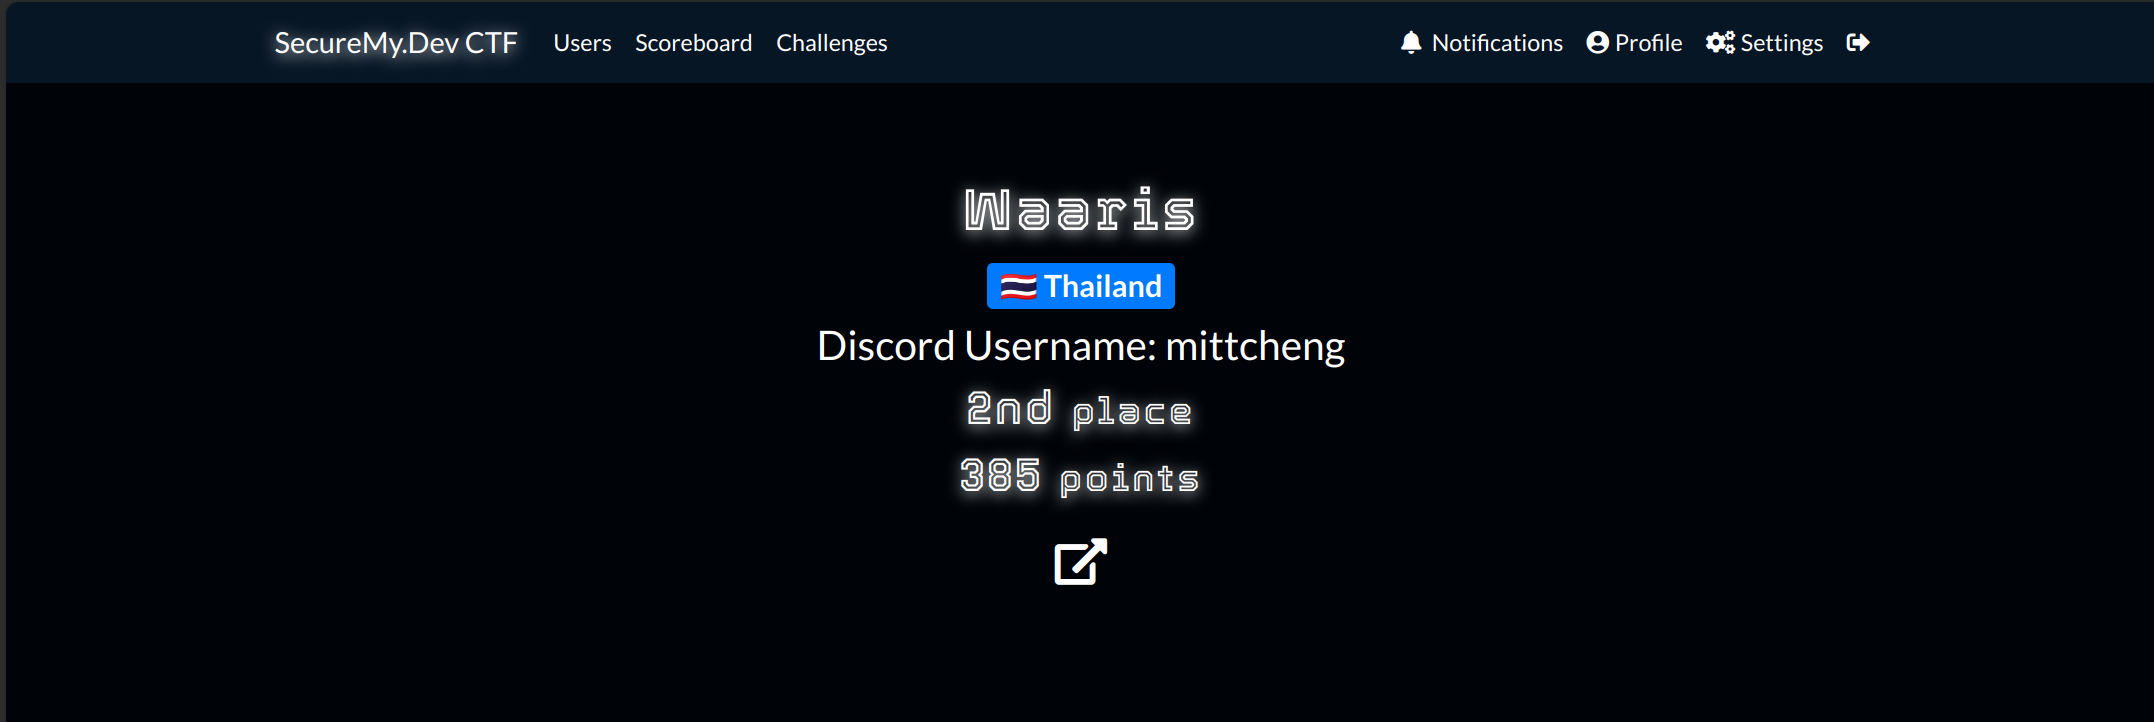 SecureMy.Dev CTF Users Scoreboard Challenges Notifications Profile Settings
Waaris
Thailand
Discord Username: mittcheng
2nd place
385 points